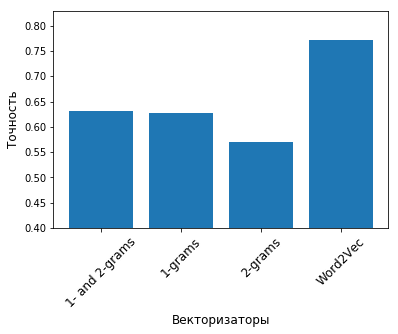 Точность
0.80
0.75
0.70
0.65
0.60
0.55
0.50
0.45
0.40
1- and 2-grams
1-grams
2-grams
Word2Vec
Векторизаторы